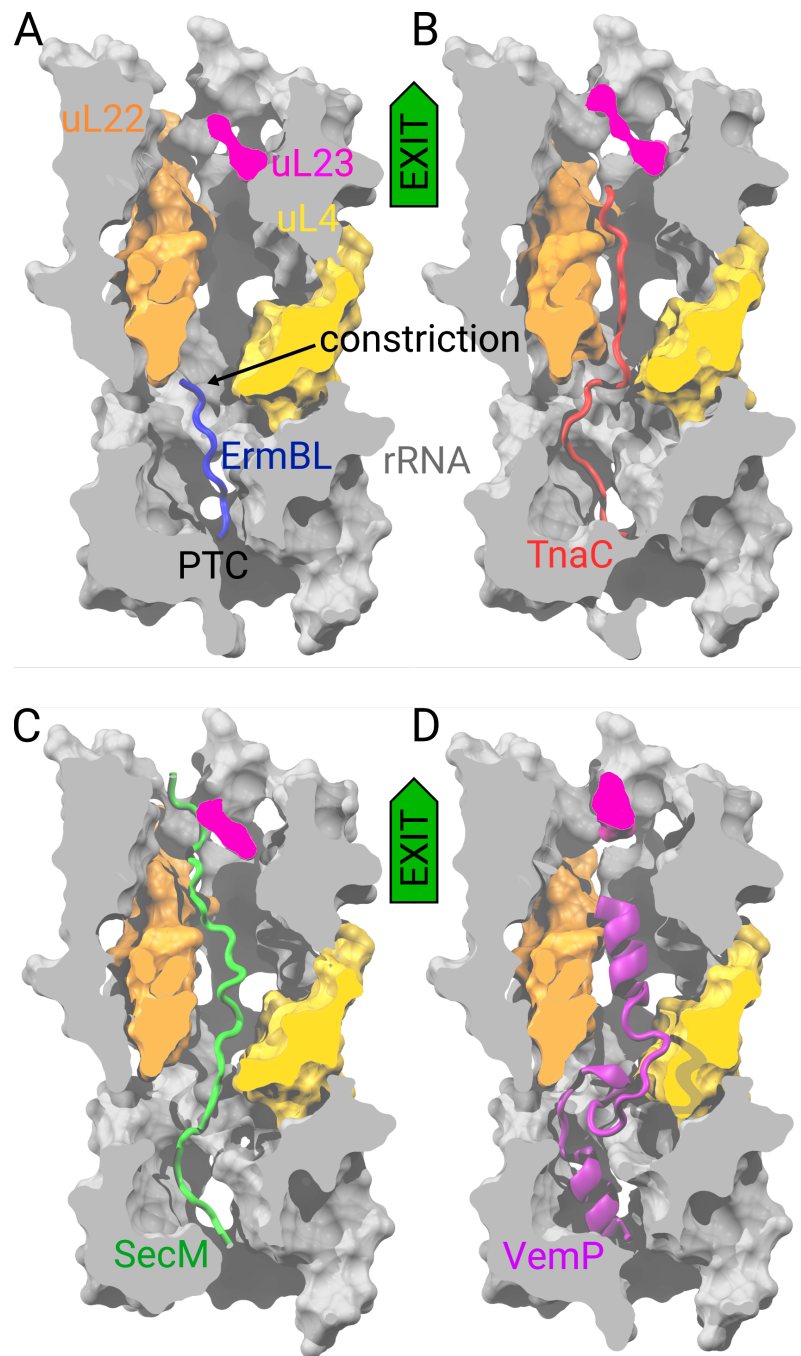 A
B
EXIT
uL22
uL23
uL4
constriction
ErmBL
rRNA
PTC
TnaC
C
D
EXIT
SecM
VemP